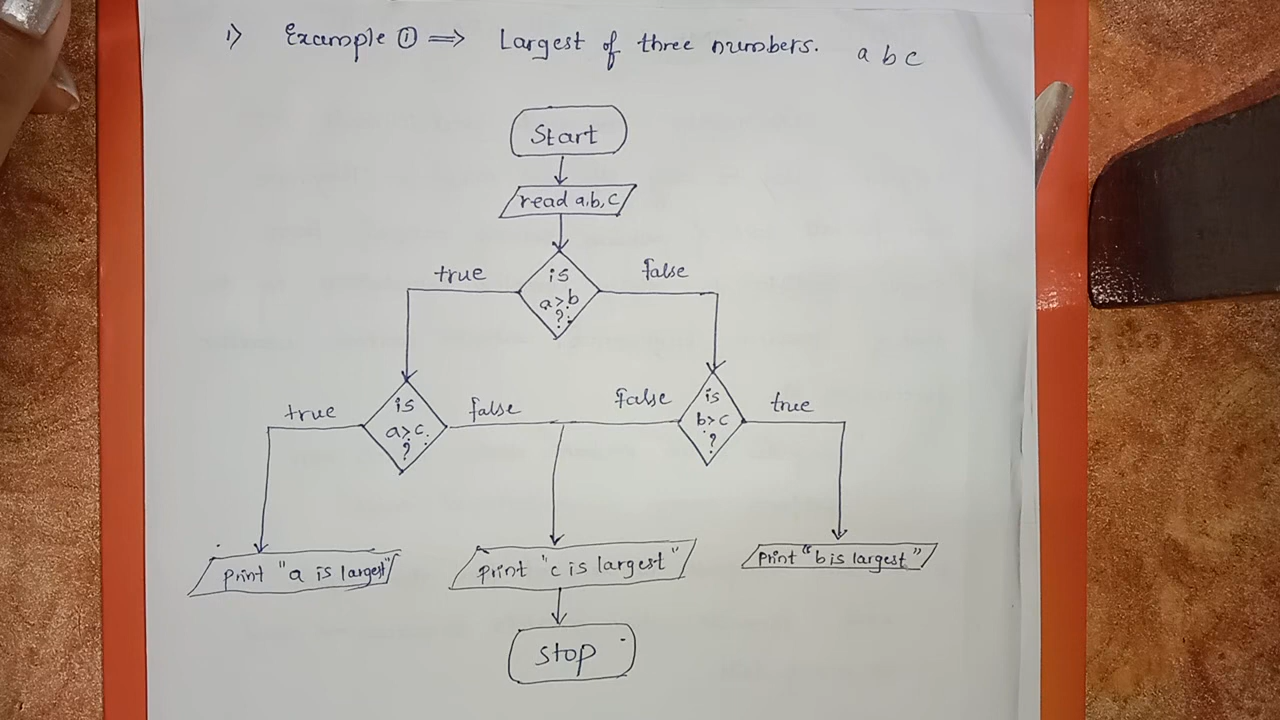 1) Example ① ⇒ Largest of three numbers. a b c
Start
read a,b,c
true
is
a>b
?
false
true
is
a>c
?
false
false
is
b>c
?
true
print "a is largest"
print "c is largest"
print "b is largest"
stop